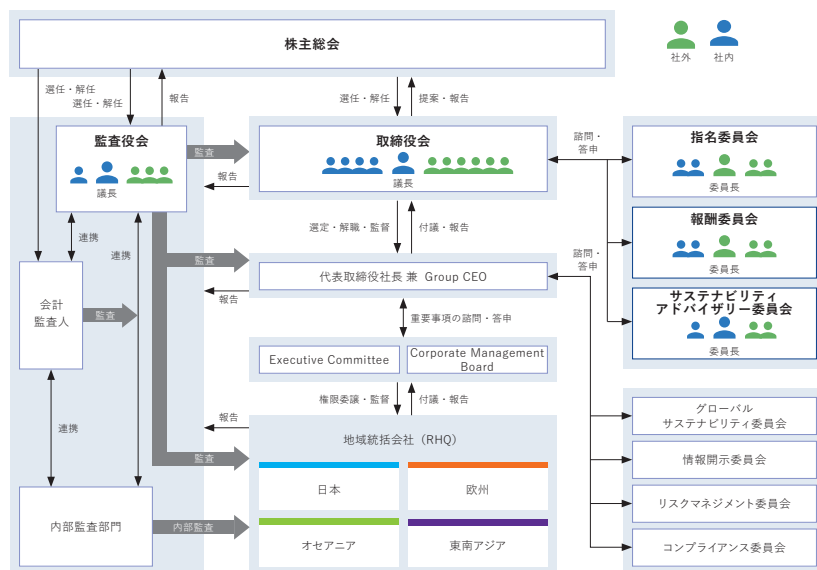 株主総会
社外
社内
選任・解任
選任・解任
報告
選任・解任
提案・報告
監査役会
議長
監査
報告
取締役会
議長
諮問・
答申
指名委員会
委員長
報酬委員会
委員長
サステナビリティ
アドバイザリー委員会
委員長
連携
連携
選定・解職・監督
付議・報告
監査
報告
代表取締役社長 兼 Group CEO
諮問・
答申
会計
監査人
監査
重要事項の諮問・答申
Executive Committee
Corporate Management
Board
権限委譲・監督
付議・報告
報告
連携
監査
地域統括会社（RHQ）
日本
欧州
オセアニア
東南アジア
内部監査部門
内部監査
グローバル
サステナビリティ委員会
情報開示委員会
リスクマネジメント委員会
コンプライアンス委員会